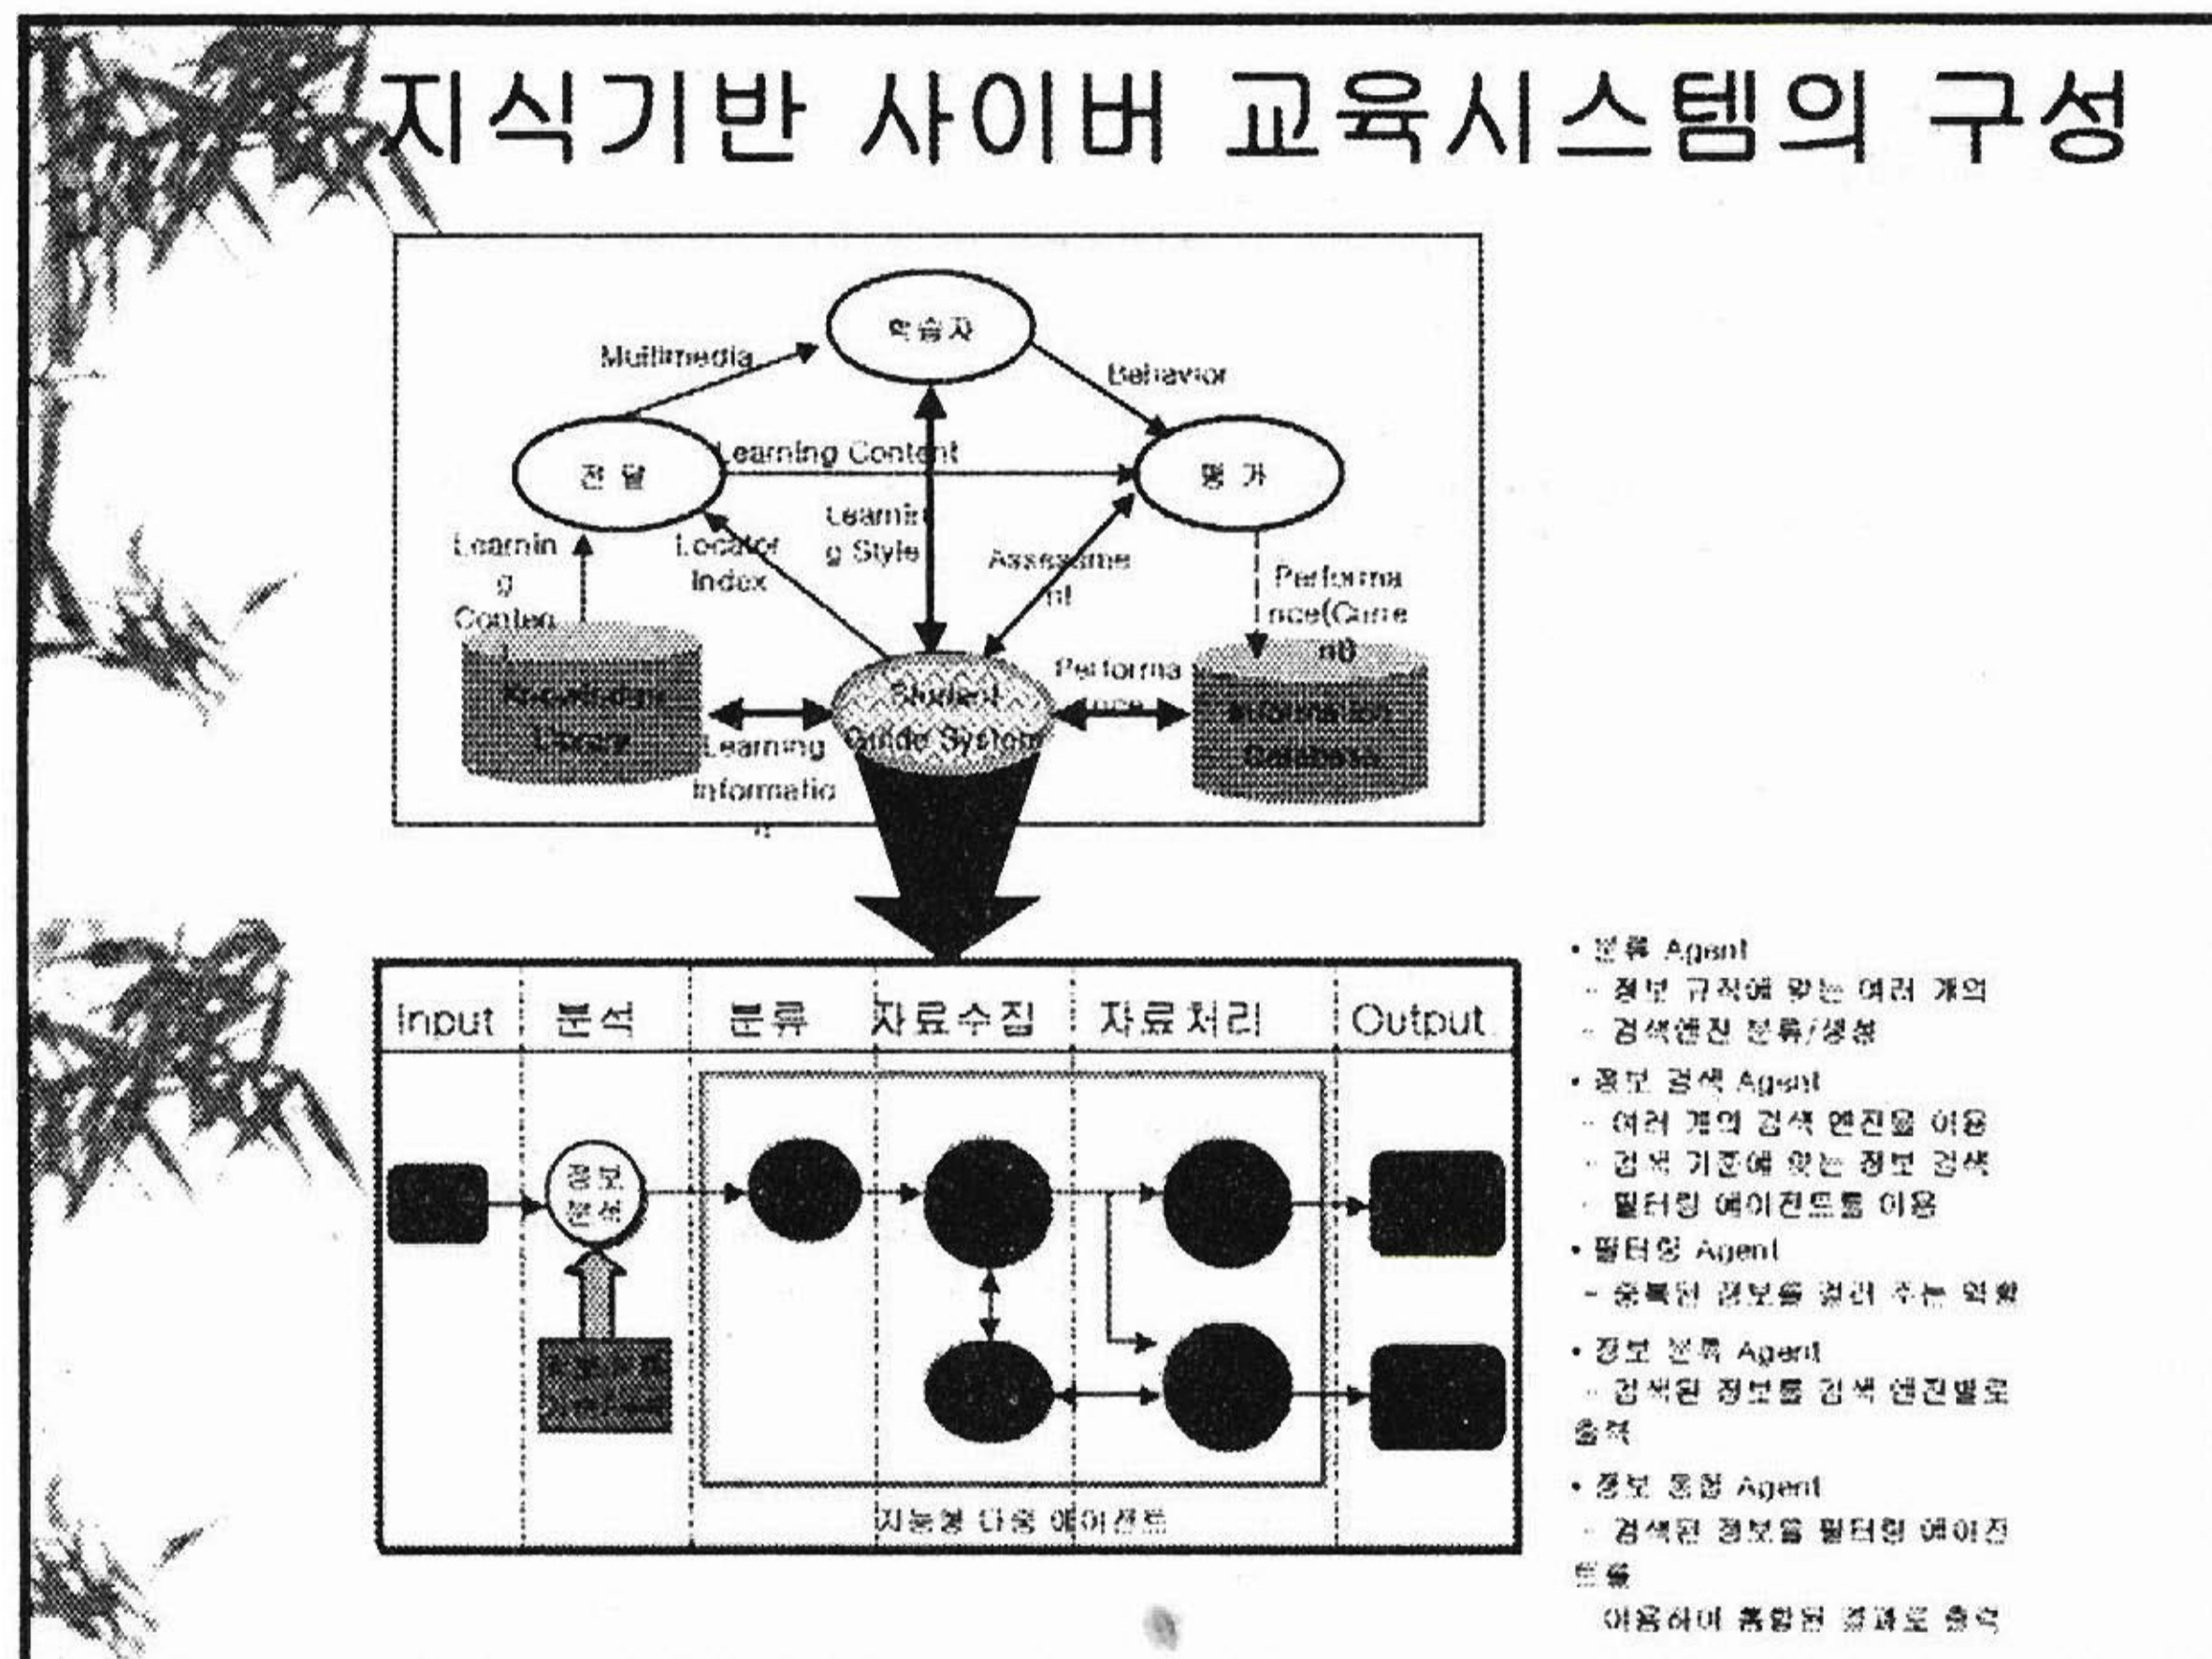 지식기반 사이버 교육시스템의 구성
학습자
Multimedia
Behavior
전 달
Learning Content
평 가
Learnin
g
Conten
t
Locator
Index
Learnin
g Style
Assessme
nt
Performa
nce(Curre
nt)
Knowledge
Library
Learning
Informatio
n
Student
Guide System
Performa
nce
Information
Database
Input
분석
분류
자료수집
자료처리
Output
정보
분석
지능형 다중 에이전트
• 분류 Agent
- 정보 규칙에 맞는 여러 개의
- 검색엔진 분류/생성
• 정보 검색 Agent
- 여러 개의 검색 엔진을 이용
- 검색 기준에 맞는 정보 검색
- 필터링 에이전트를 이용
• 필터링 Agent
- 중복된 정보를 걸러 주는 역할
• 정보 분류 Agent
- 검색된 정보를 검색 엔진별로
출력
• 정보 통합 Agent
- 검색된 정보를 필터링 에이전
트를
이용하여 통합된 결과로 출력